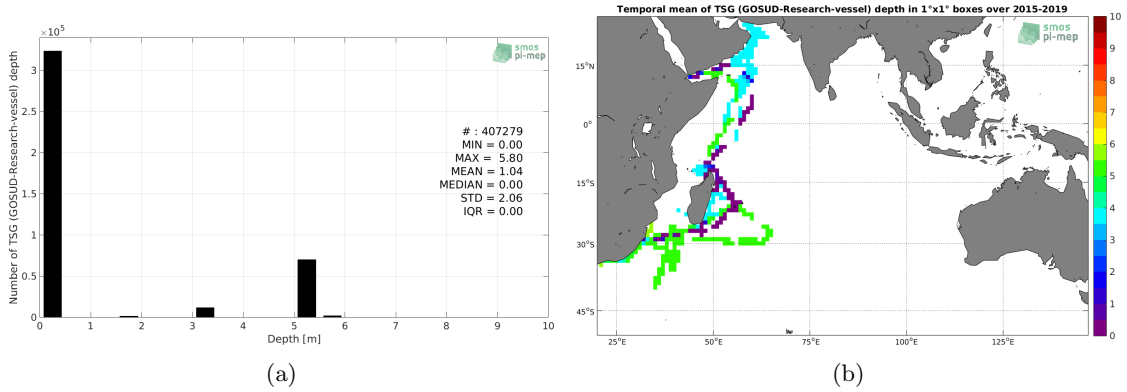 ×10⁵
3
2.5
2
1.5
1
0.5
0
Number of TSG (GOSUD-Research-vessel) depth
smos
pi-mep
# : 407279
MIN = 0.00
MAX = 5.80
MEAN = 1.04
MEDIAN = 0.00
STD = 2.06
IQR = 0.00
0 1 2 3 4 5 6 7 8 9 10
Depth [m]
(a)
Temporal mean of TSG (GOSUD-Research-vessel) depth in 1°x1° boxes over 2015-2019
smos
pi-mep
15°N
0°
15°S
30°S
45°S
25°E 50°E 75°E 100°E 125°E
10
9
8
7
6
5
4
3
2
1
0
(b)